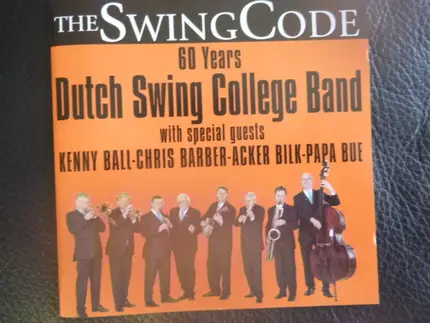 THE SWINGCODE
60 Years
Dutch Swing College Band
with special guests
KENNY BALL-CHRIS BARBER-ACKER BILK-PAPA BUE